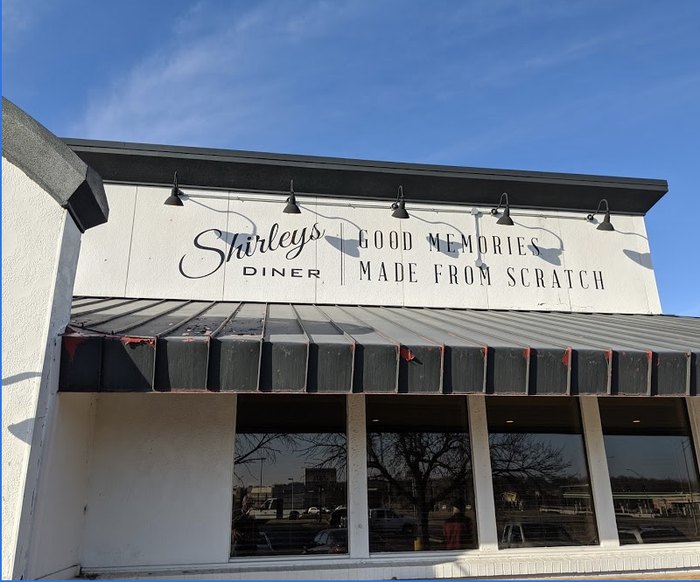 Shirleys
DINER
GOOD MEMORIES
MADE FROM SCRATCH